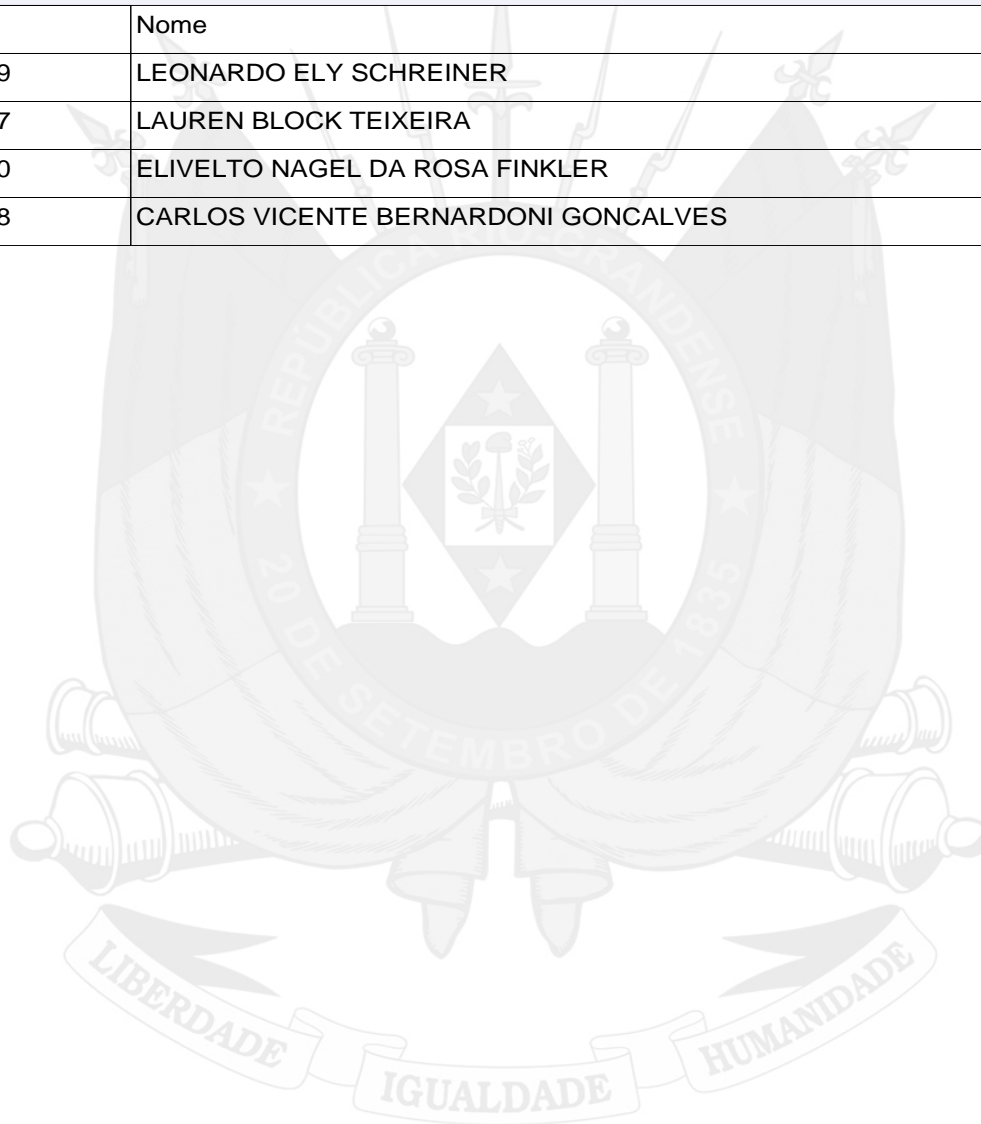 Nome
9 LEONARDO ELY SCHREINER
7 LAUREN BLOCK TEIXEIRA
0 ELIVELTO NAGEL DA ROSA FINKLER
8 CARLOS VICENTE BERNARDONI GONCALVES
REPÚBLICA RIO-GRANDENSE
★ 20 DE SETEMBRO DE 1835 ★
LIBERDADE IGUALDADE HUMANIDADE